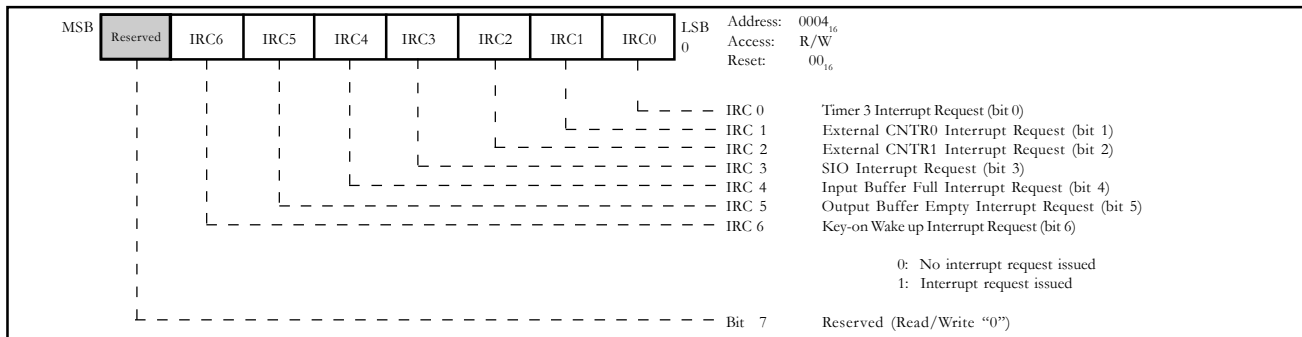 MSB Reserved IRC6 IRC5 IRC4 IRC3 IRC2 IRC1 IRC0 LSB 0
Address: 0004₁₆
Access: R/W
Reset: 00₁₆
IRC 0 Timer 3 Interrupt Request (bit 0)
IRC 1 External CNTR0 Interrupt Request (bit 1)
IRC 2 External CNTR1 Interrupt Request (bit 2)
IRC 3 SIO Interrupt Request (bit 3)
IRC 4 Input Buffer Full Interrupt Request (bit 4)
IRC 5 Output Buffer Empty Interrupt Request (bit 5)
IRC 6 Key-on Wake up Interrupt Request (bit 6)
0: No interrupt request issued
1: Interrupt request issued
Bit 7 Reserved (Read/Write “0”)